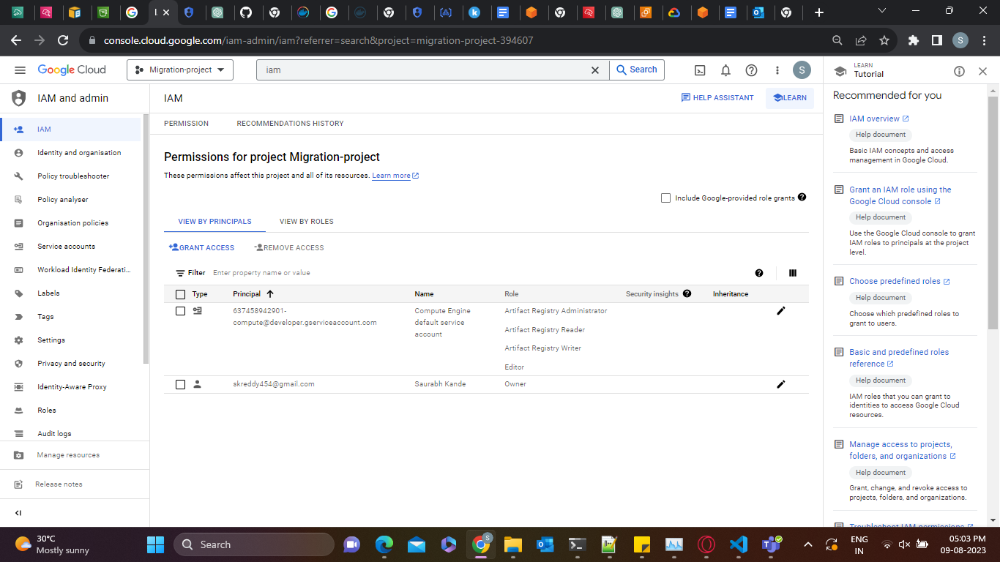 console.cloud.google.com/iam-admin/iam?referrer=search&project=migration-project-394607
S
Google Cloud
Migration-project
iam
Search
S
LEARN
Tutorial
IAM and admin
IAM
HELP ASSISTANT
LEARN
IAM
Identity and organisation
Policy troubleshooter
Policy analyser
Organisation policies
Service accounts
Workload Identity Federati...
Labels
Tags
Settings
Privacy and security
Identity-Aware Proxy
Roles
Audit logs
Manage resources
Release notes
PERMISSION
RECOMMENDATIONS HISTORY
Permissions for project Migration-project
These permissions affect this project and all of its resources. Learn more
Include Google-provided role grants
VIEW BY PRINCIPALS
VIEW BY ROLES
GRANT ACCESS
REMOVE ACCESS
Filter
Enter property name or value
Type
Principal
Name
Role
Security insights
Inheritance
637458942901-
compute@developer.gserviceaccount.com
Compute Engine
default service
account
Artifact Registry Administrator
Artifact Registry Reader
Artifact Registry Writer
Editor
skreddy454@gmail.com
Saurabh Kande
Owner
Recommended for you
IAM overview
Help document
Basic IAM concepts and access
management in Google Cloud.
Grant an IAM role using the
Google Cloud console
Help document
Use the Google Cloud console to grant
IAM roles to principals at the project
level.
Choose predefined roles
Help document
Choose which predefined roles to
grant to users.
Basic and predefined roles
reference
Help document
IAM roles that you can grant to
identities to access Google Cloud
resources.
Manage access to projects,
folders, and organizations
Help document
Grant, change, and revoke access to
projects, folders, and organizations.
Troubleshoot IAM permissions
30°C
Mostly sunny
Search
S
ENG
IN
05:03 PM
09-08-2023